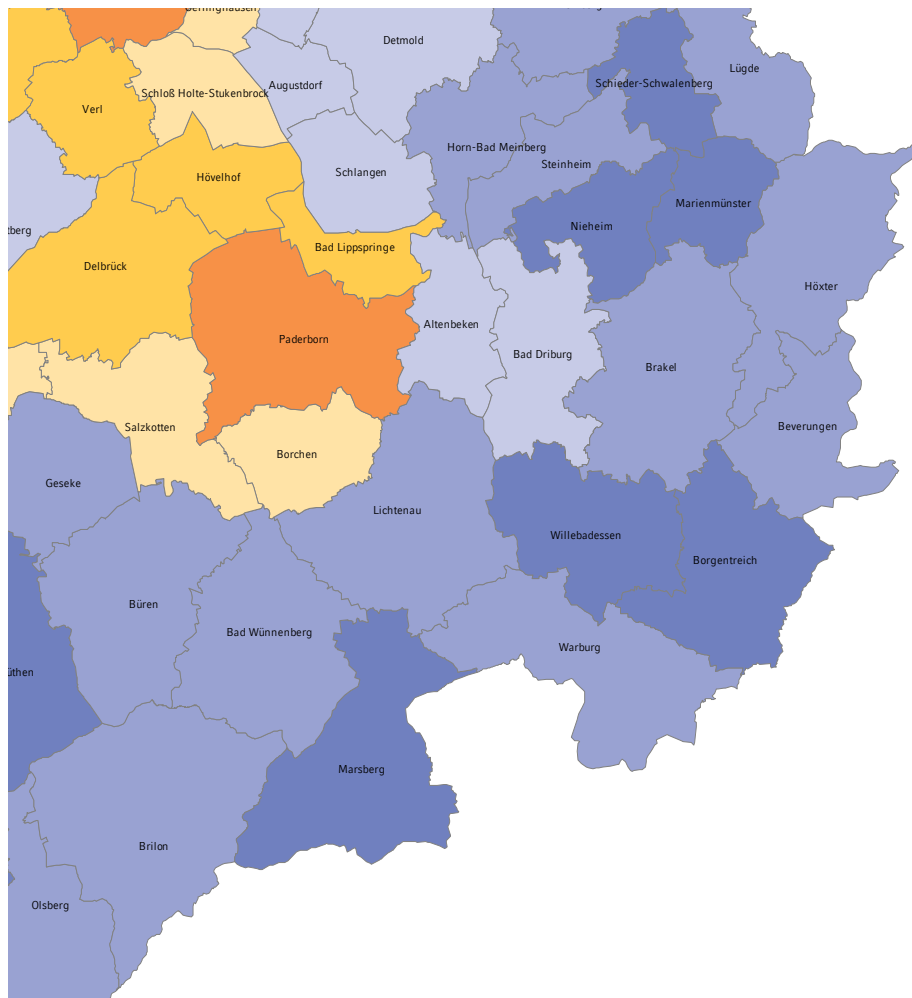 Detmold
Lügde
Schieder-Schwalenberg
Augustdorf
Schloß Holte-Stukenbrock
Verl
Horn-Bad Meinberg
Steinheim
Schlangen
Hövelhof
Marienmünster
Nieheim
Bad Lippspringe
Delbrück
Höxter
Altenbeken
Paderborn
Bad Driburg
Brakel
Salzkotten
Beverungen
Borchen
Geseke
Lichtenau
Willebadessen
Borgentreich
Büren
Bad Wünnenberg
Warburg
üthen
Marsberg
Brilon
Olsberg